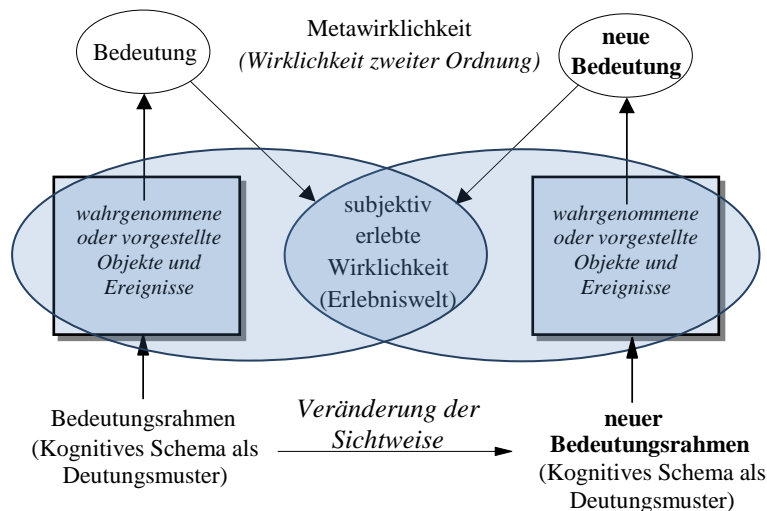 Metawirklichkeit
(Wirklichkeit zweiter Ordnung)
Bedeutung
neue
Bedeutung
wahrgenommene
oder vorgestellte
Objekte und
Ereignisse
subjektiv
erlebte
Wirklichkeit
(Erlebniswelt)
wahrgenommene
oder vorgestellte
Objekte und
Ereignisse
Bedeutungsrahmen
(Kognitives Schema als
Deutungsmuster)
Veränderung der
Sichtweise
neuer
Bedeutungsrahmen
(Kognitives Schema als
Deutungsmuster)